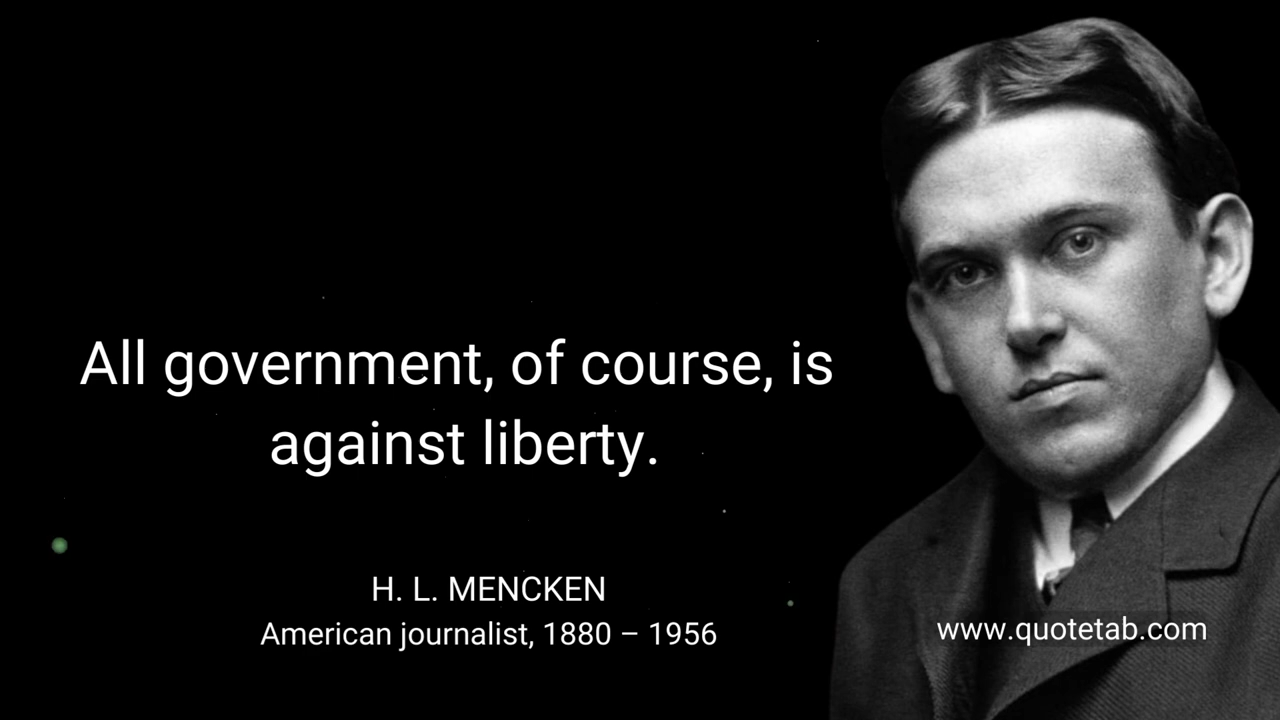 All government, of course, is
against liberty.
H. L. MENCKEN
American journalist, 1880 – 1956
www.quotetab.com